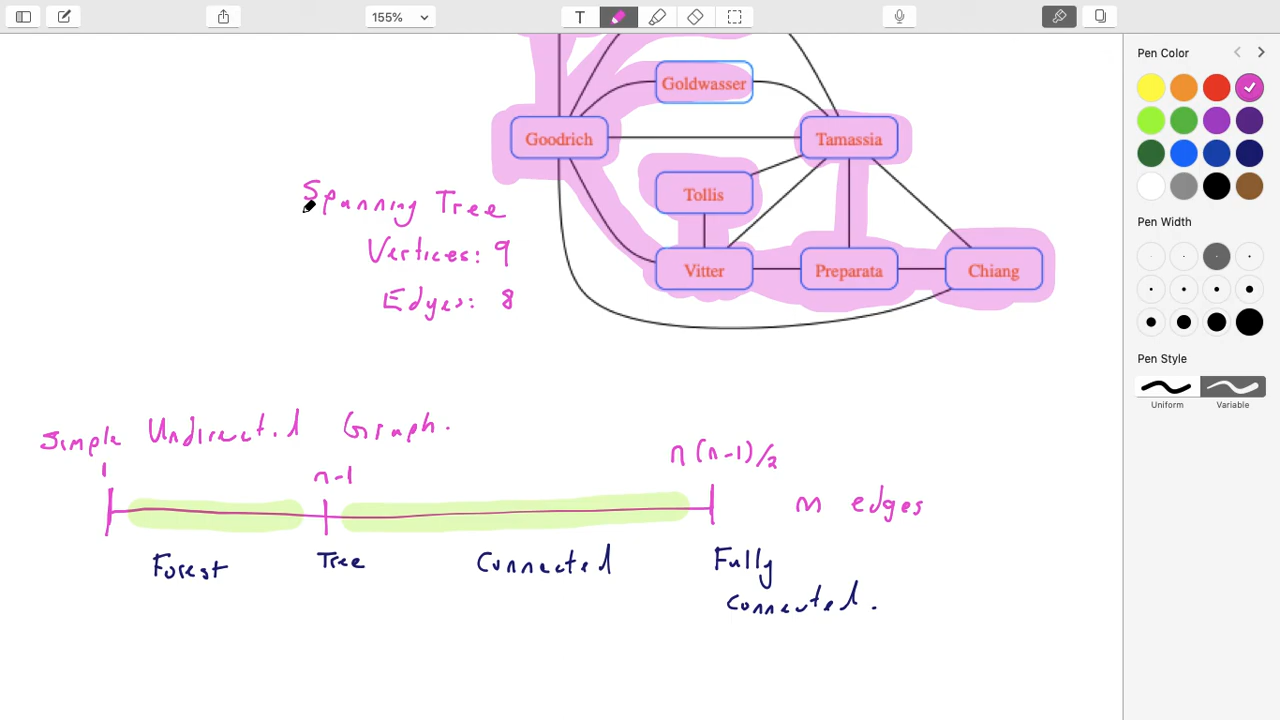 155%
T
Pen Color
Goldwasser
Goodrich
Tamassia
Tollis
Spanning Tree
Vertices: 9
Edges: 8
Vitter
Preparata
Chiang
Pen Width
Pen Style
Uniform
Variable
Simple Undirected Graph.
1
n-1
n(n-1)/2
m edges
Forest
Tree
Connected
Fully
connected.